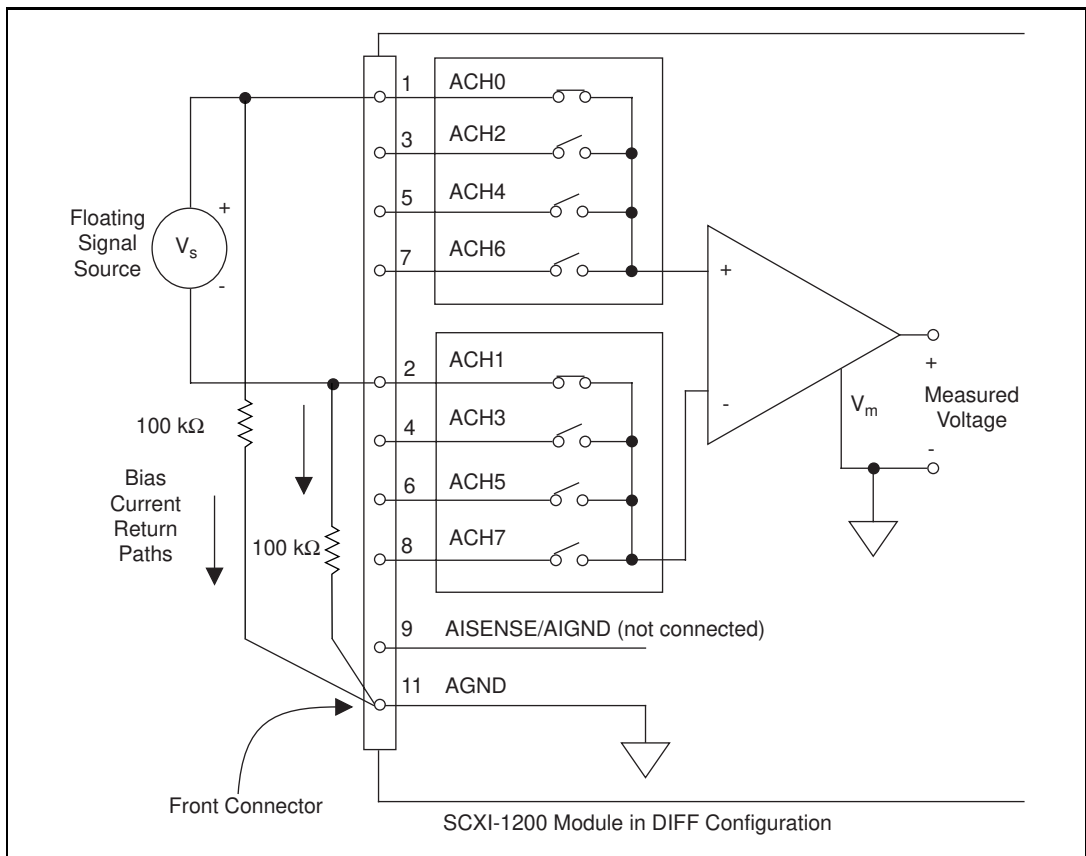 1 ACH0
3 ACH2
5 ACH4
7 ACH6
Floating
Signal
Source
+
Vs
-
+
-
2 ACH1
4 ACH3
6 ACH5
8 ACH7
+
Measured
Voltage
-
Vm
100 kΩ
Bias
Current
Return
Paths
100 kΩ
9 AISENSE/AIGND (not connected)
11 AGND
Front Connector
SCXI-1200 Module in DIFF Configuration